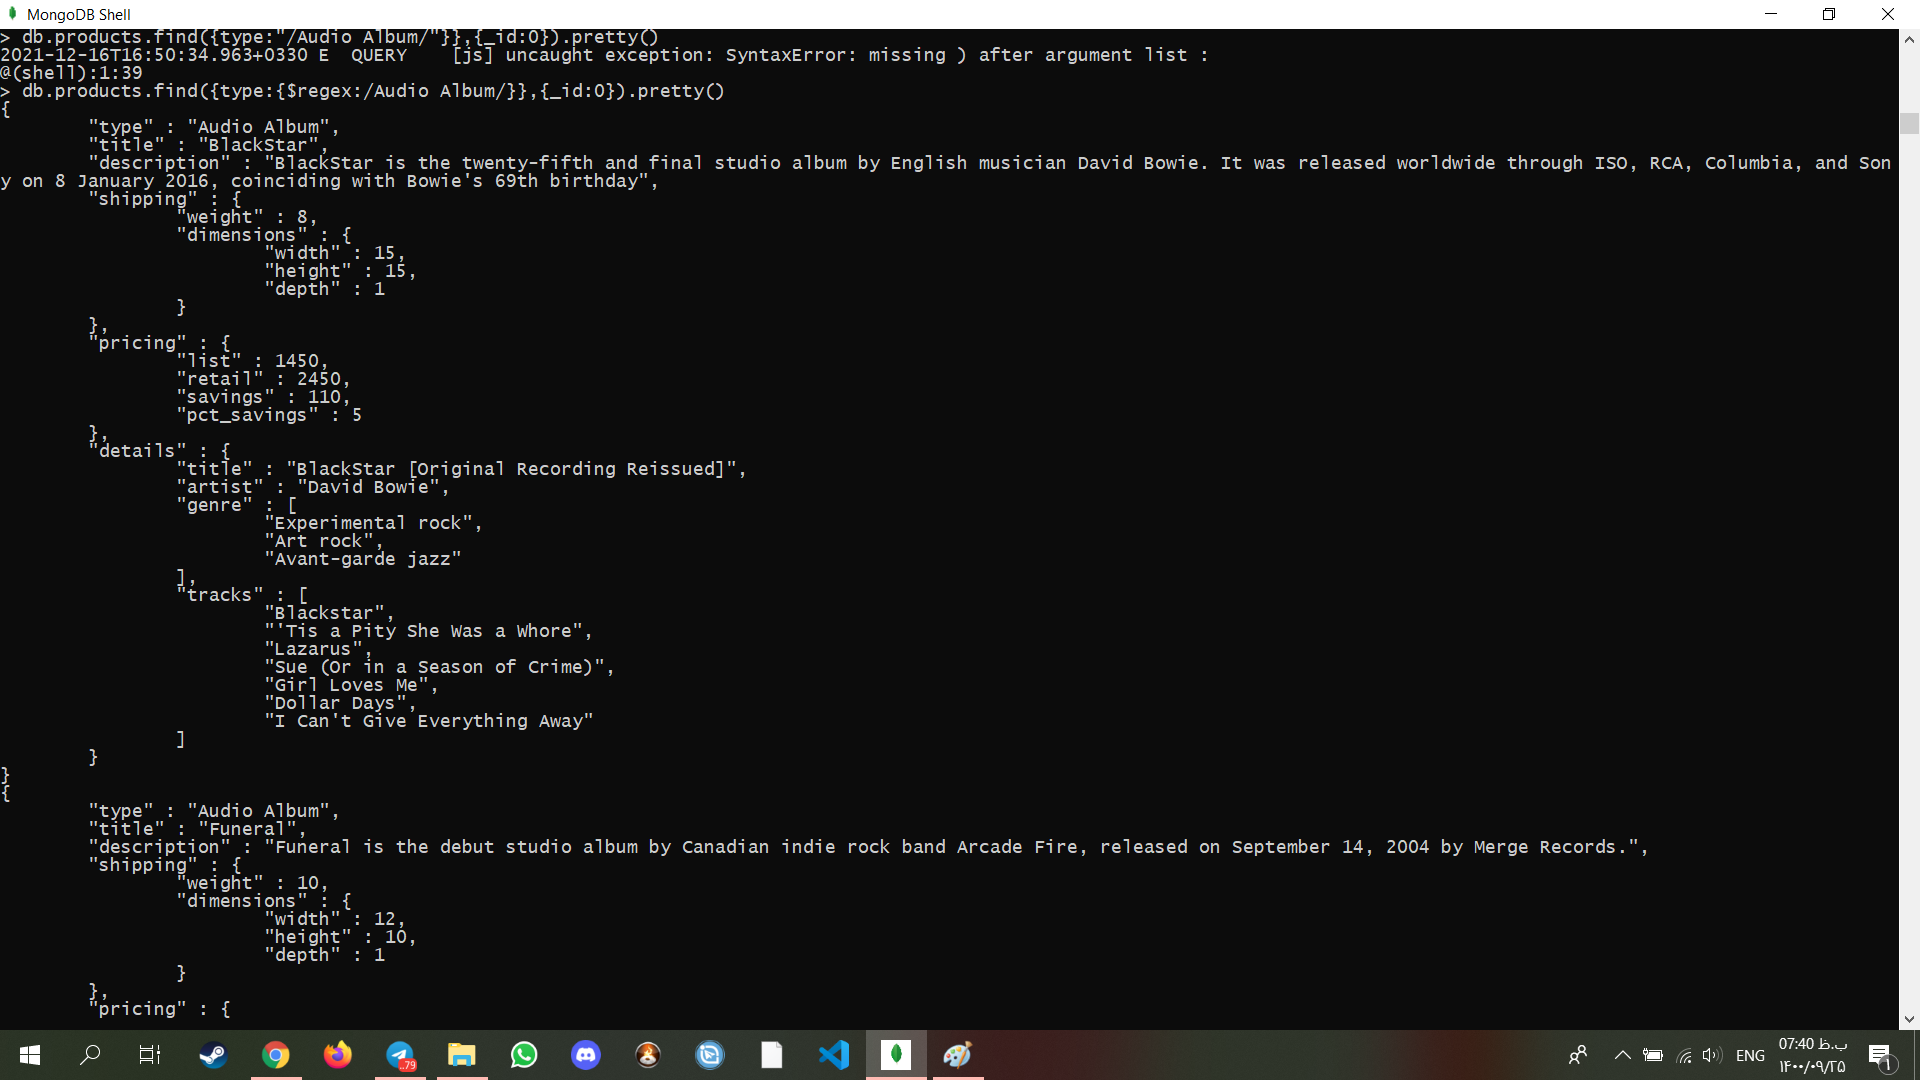 MongoDB Shell
> db.products.find({type:"/Audio Album/"}},{_id:0}).pretty()
2021-12-16T16:50:34.963+0330 E  QUERY    [js] uncaught exception: SyntaxError: missing ) after argument list :
@(shell):1:39
> db.products.find({type:{$regex:/Audio Album/}},{_id:0}).pretty()
{
"type" : "Audio Album",
"title" : "BlackStar",
"description" : "BlackStar is the twenty-fifth and final studio album by English musician David Bowie. It was released worldwide through ISO, RCA, Columbia, and Son
y on 8 January 2016, coinciding with Bowie's 69th birthday",
"shipping" : {
"weight" : 8,
"dimensions" : {
"width" : 15,
"height" : 15,
"depth" : 1
}
},
"pricing" : {
"list" : 1450,
"retail" : 2450,
"savings" : 110,
"pct_savings" : 5
},
"details" : {
"title" : "BlackStar [Original Recording Reissued]",
"artist" : "David Bowie",
"genre" : [
"Experimental rock",
"Art rock",
"Avant-garde jazz"
],
"tracks" : [
"Blackstar",
"'Tis a Pity She Was a Whore",
"Lazarus",
"Sue (Or in a Season of Crime)",
"Girl Loves Me",
"Dollar Days",
"I Can't Give Everything Away"
]
}
}
{
"type" : "Audio Album",
"title" : "Funeral",
"description" : "Funeral is the debut studio album by Canadian indie rock band Arcade Fire, released on September 14, 2004 by Merge Records.",
"shipping" : {
"weight" : 10,
"dimensions" : {
"width" : 12,
"height" : 10,
"depth" : 1
}
},
"pricing" : {
79
ENG
07:40 ب.ظ
۱۴۰۰/۰۹/۲۵
۱